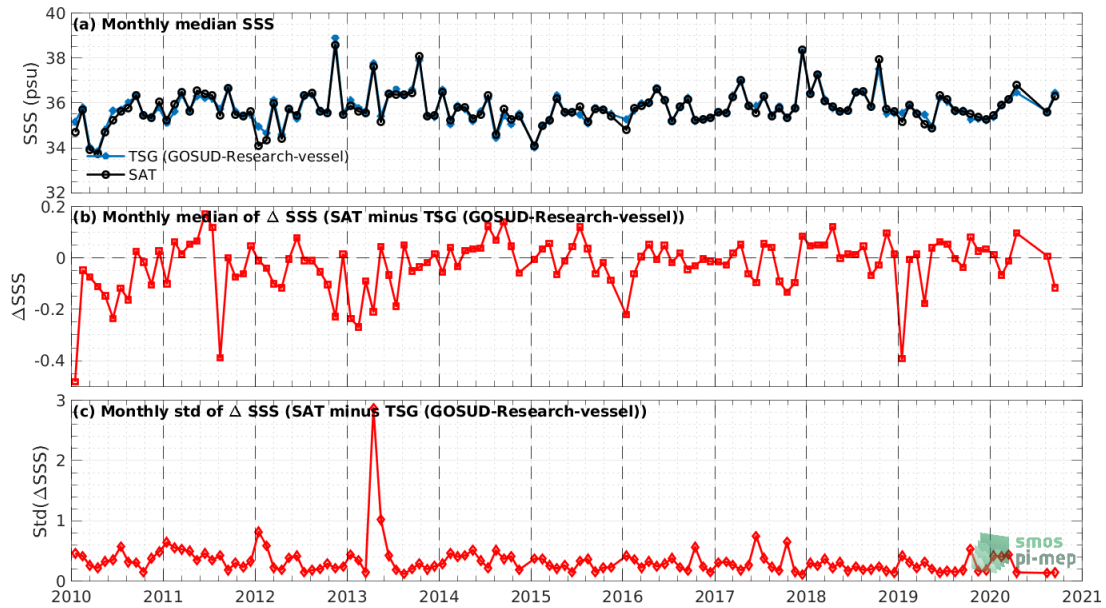 (a) Monthly median SSS
40
38
36
34
32
SSS (psu)
TSG (GOSUD-Research-vessel)
SAT
(b) Monthly median of Δ SSS (SAT minus TSG (GOSUD-Research-vessel))
0.2
0
-0.2
-0.4
ΔSSS
(c) Monthly std of Δ SSS (SAT minus TSG (GOSUD-Research-vessel))
3
2
1
0
Std(ΔSSS)
smos
pi-mep
2010 2011 2012 2013 2014 2015 2016 2017 2018 2019 2020 2021